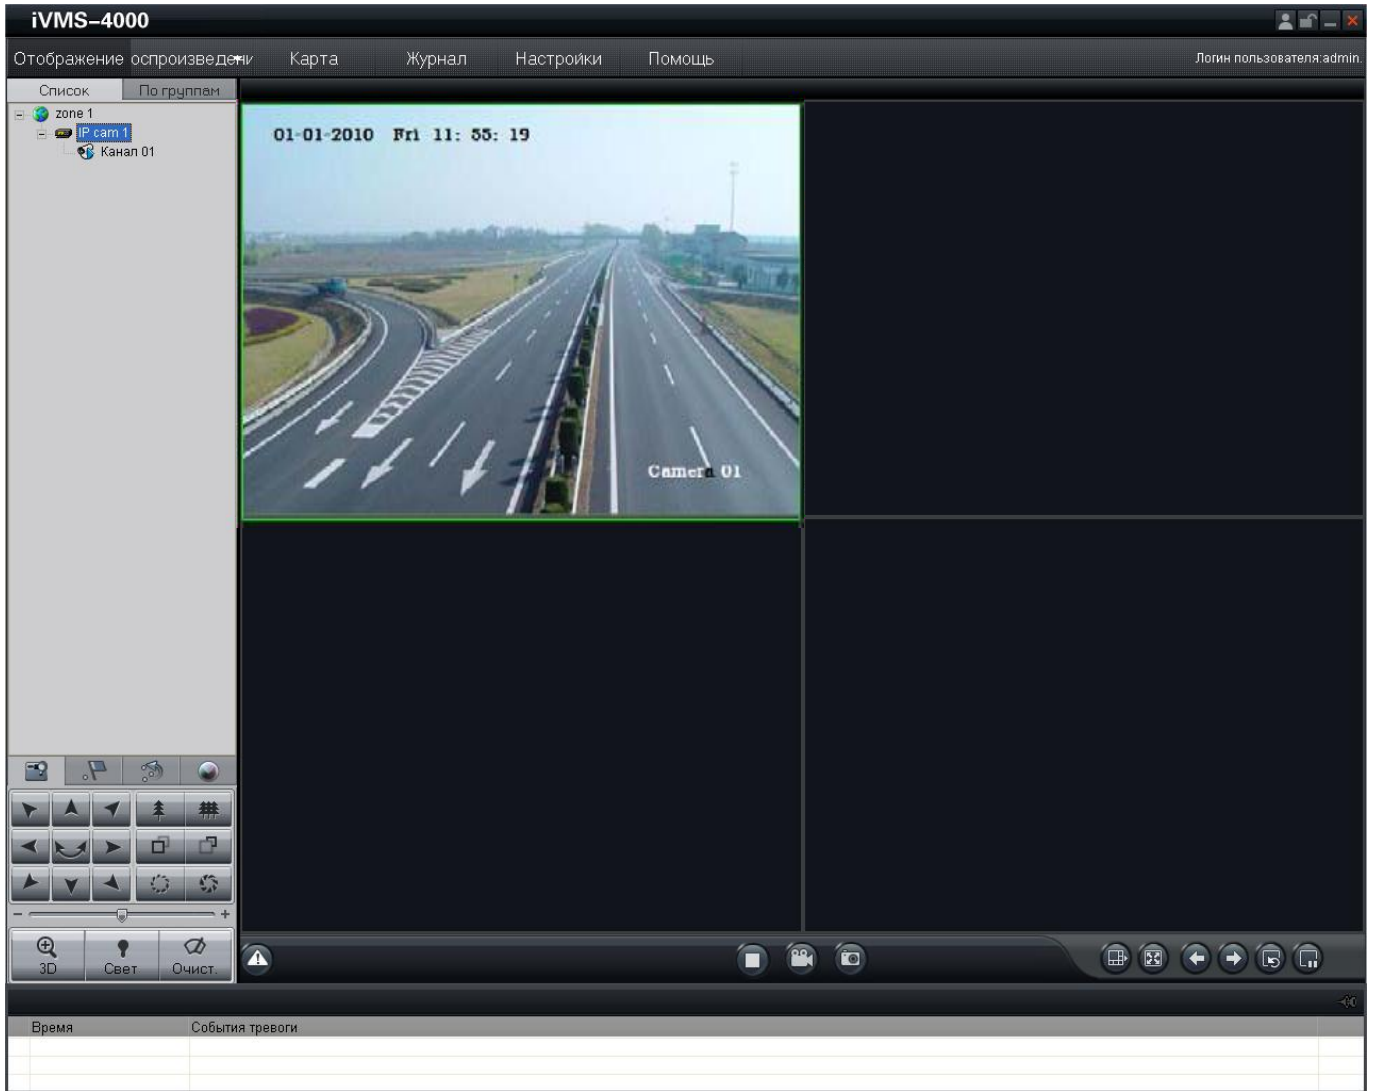 iVMS-4000
Отображение оспроизведени Карта Журнал Настройки Помощь Логин пользователя:admin.
Список По группам
zone 1
IP cam 1
Канал 01
01-01-2010 Fri 11: 55: 19
Camera 01
3D Свет Очист.
Время События тревоги